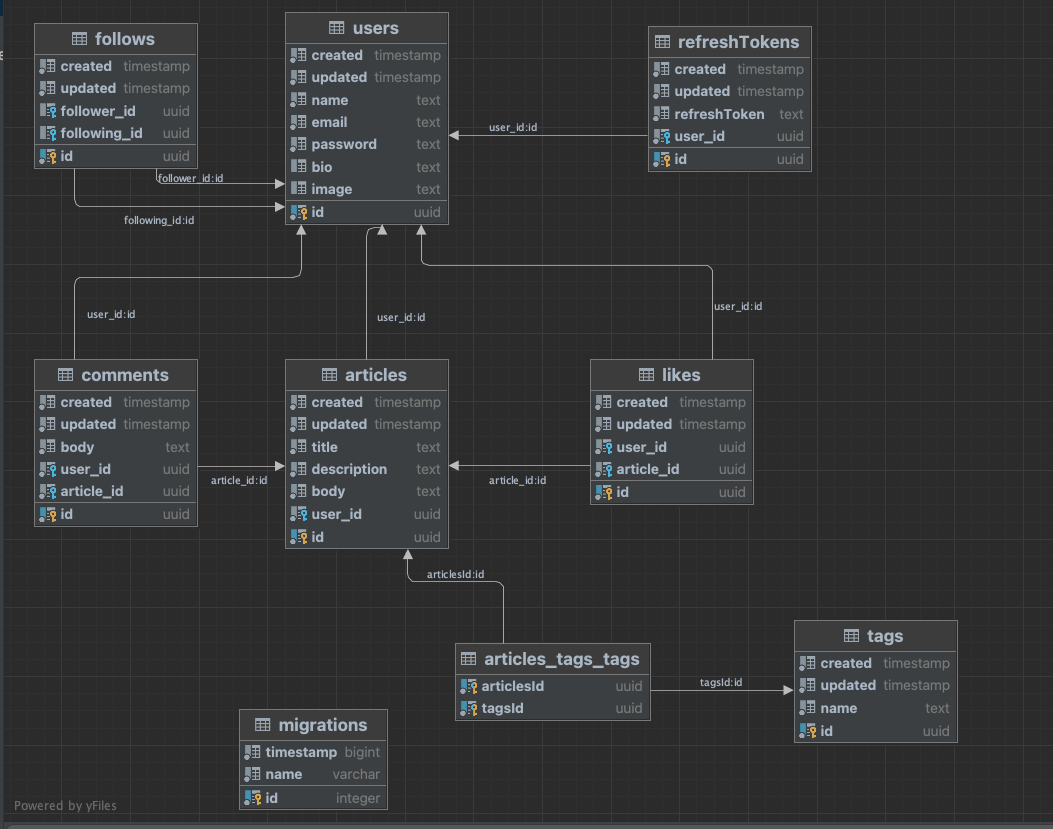 follows
created timestamp
updated timestamp
follower_id uuid
following_id uuid
id uuid
users
created timestamp
updated timestamp
name text
email text
password text
bio text
image text
id uuid
refreshTokens
created timestamp
updated timestamp
refreshToken text
user_id uuid
id uuid
user_id:id
follower_id:id
following_id:id
user_id:id
user_id:id
user_id:id
comments
created timestamp
updated timestamp
body text
user_id uuid
article_id uuid
id uuid
article_id:id
articles
created timestamp
updated timestamp
title text
description text
body text
user_id uuid
id uuid
article_id:id
likes
created timestamp
updated timestamp
user_id uuid
article_id uuid
id uuid
articlesId:id
articles_tags_tags
articlesId uuid
tagsId uuid
tagsId:id
tags
created timestamp
updated timestamp
name text
id uuid
migrations
timestamp bigint
name varchar
id integer
Powered by yFiles